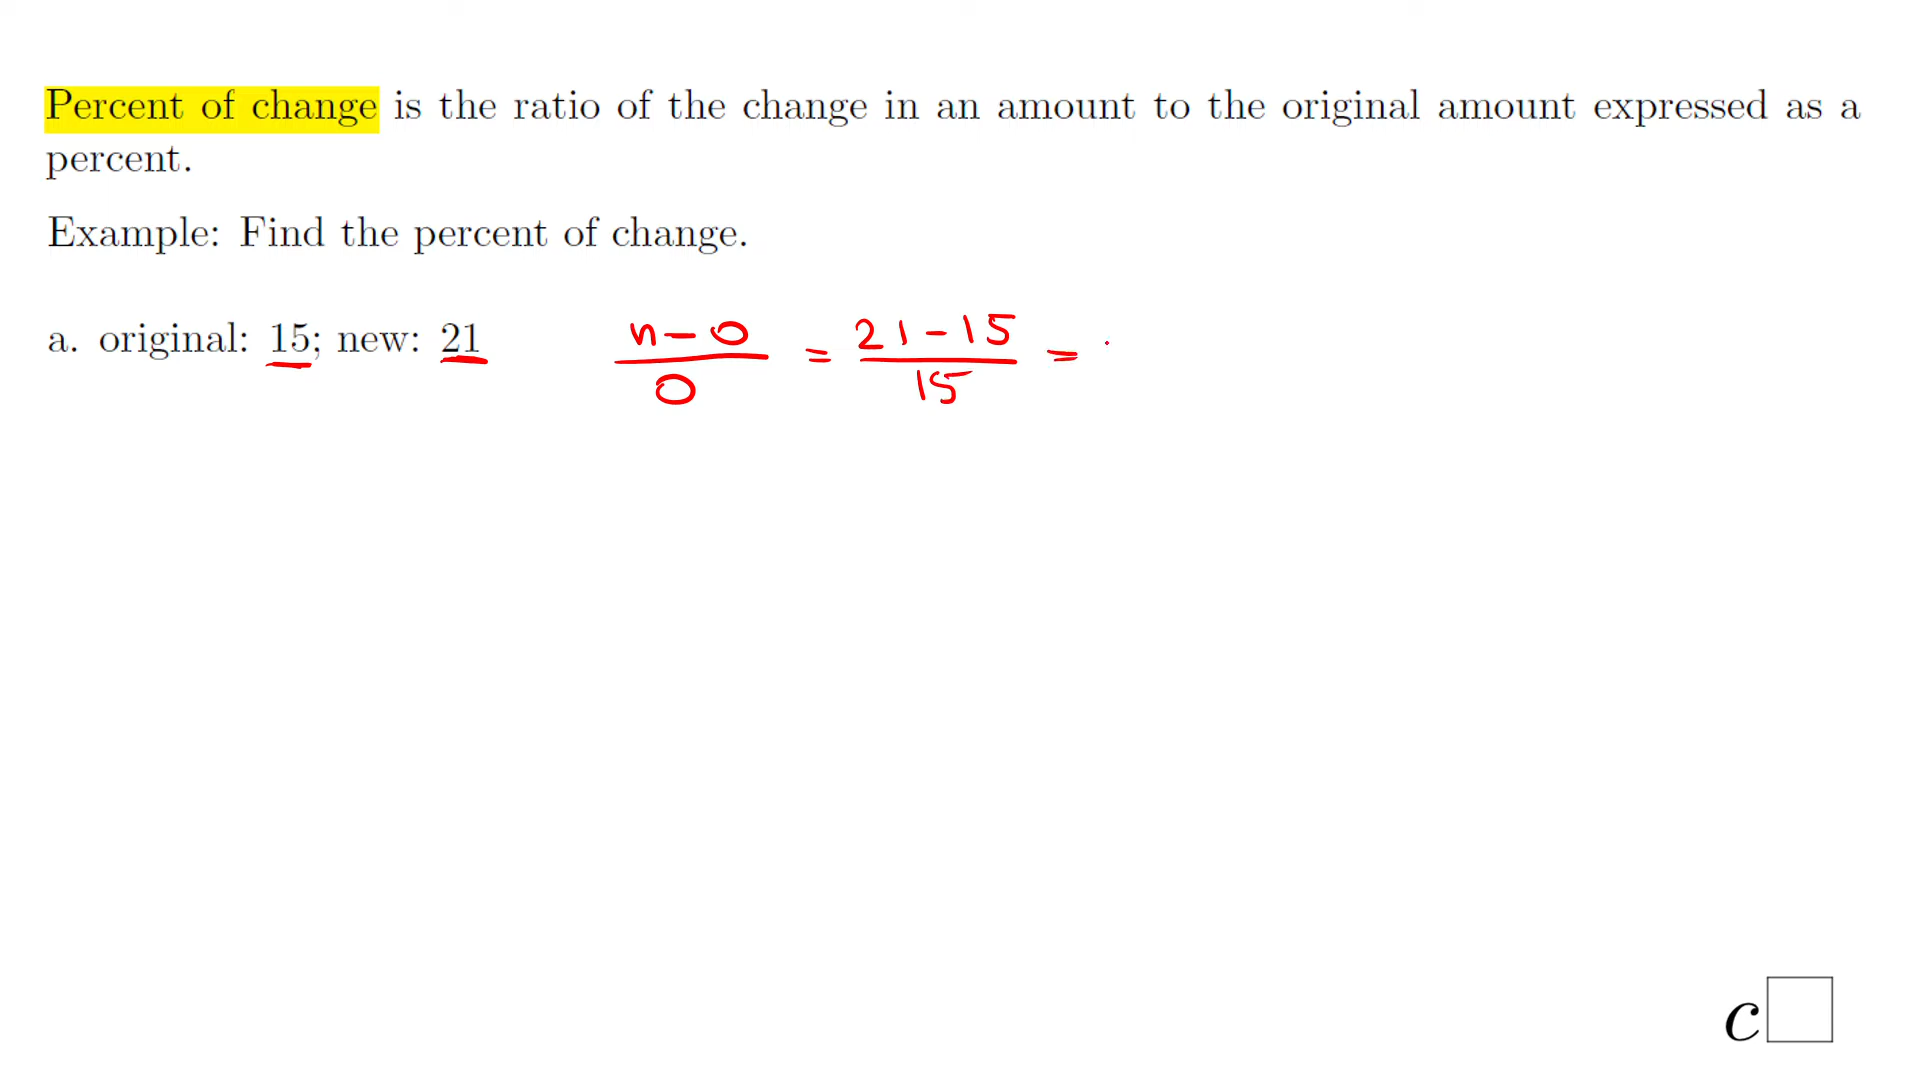 Percent of change is the ratio of the change in an amount to the original amount expressed as a
percent.
Example: Find the percent of change.
a. original: 15; new: 21
n - o / o = 21 - 15 / 15 =
c